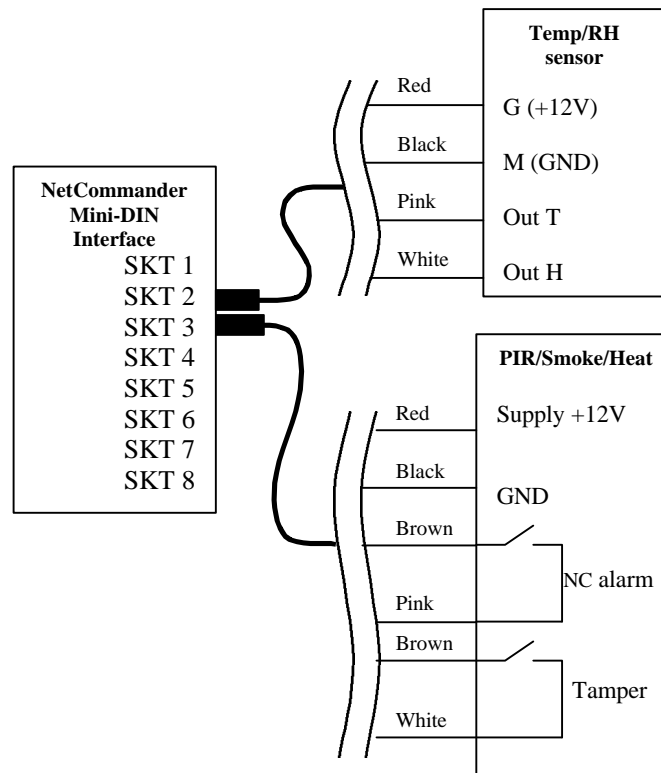 NetCommander
Mini-DIN
Interface
SKT 1
SKT 2
SKT 3
SKT 4
SKT 5
SKT 6
SKT 7
SKT 8
Temp/RH
sensor
Red
G (+12V)
Black
M (GND)
Pink
Out T
White
Out H
PIR/Smoke/Heat
Red
Supply +12V
Black
GND
Brown
NC alarm
Pink
Brown
Tamper
White